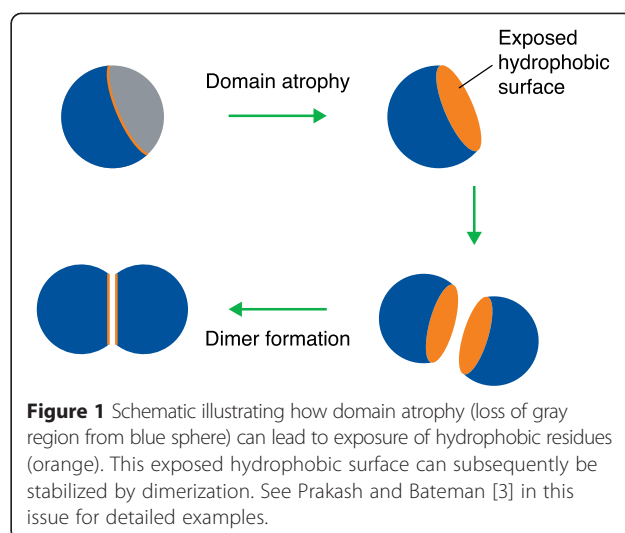 Exposed
hydrophobic
surface
Domain atrophy
Dimer formation
Figure 1 Schematic illustrating how domain atrophy (loss of gray
region from blue sphere) can lead to exposure of hydrophobic residues
(orange). This exposed hydrophobic surface can subsequently be
stabilized by dimerization. See Prakash and Bateman [3] in this
issue for detailed examples.